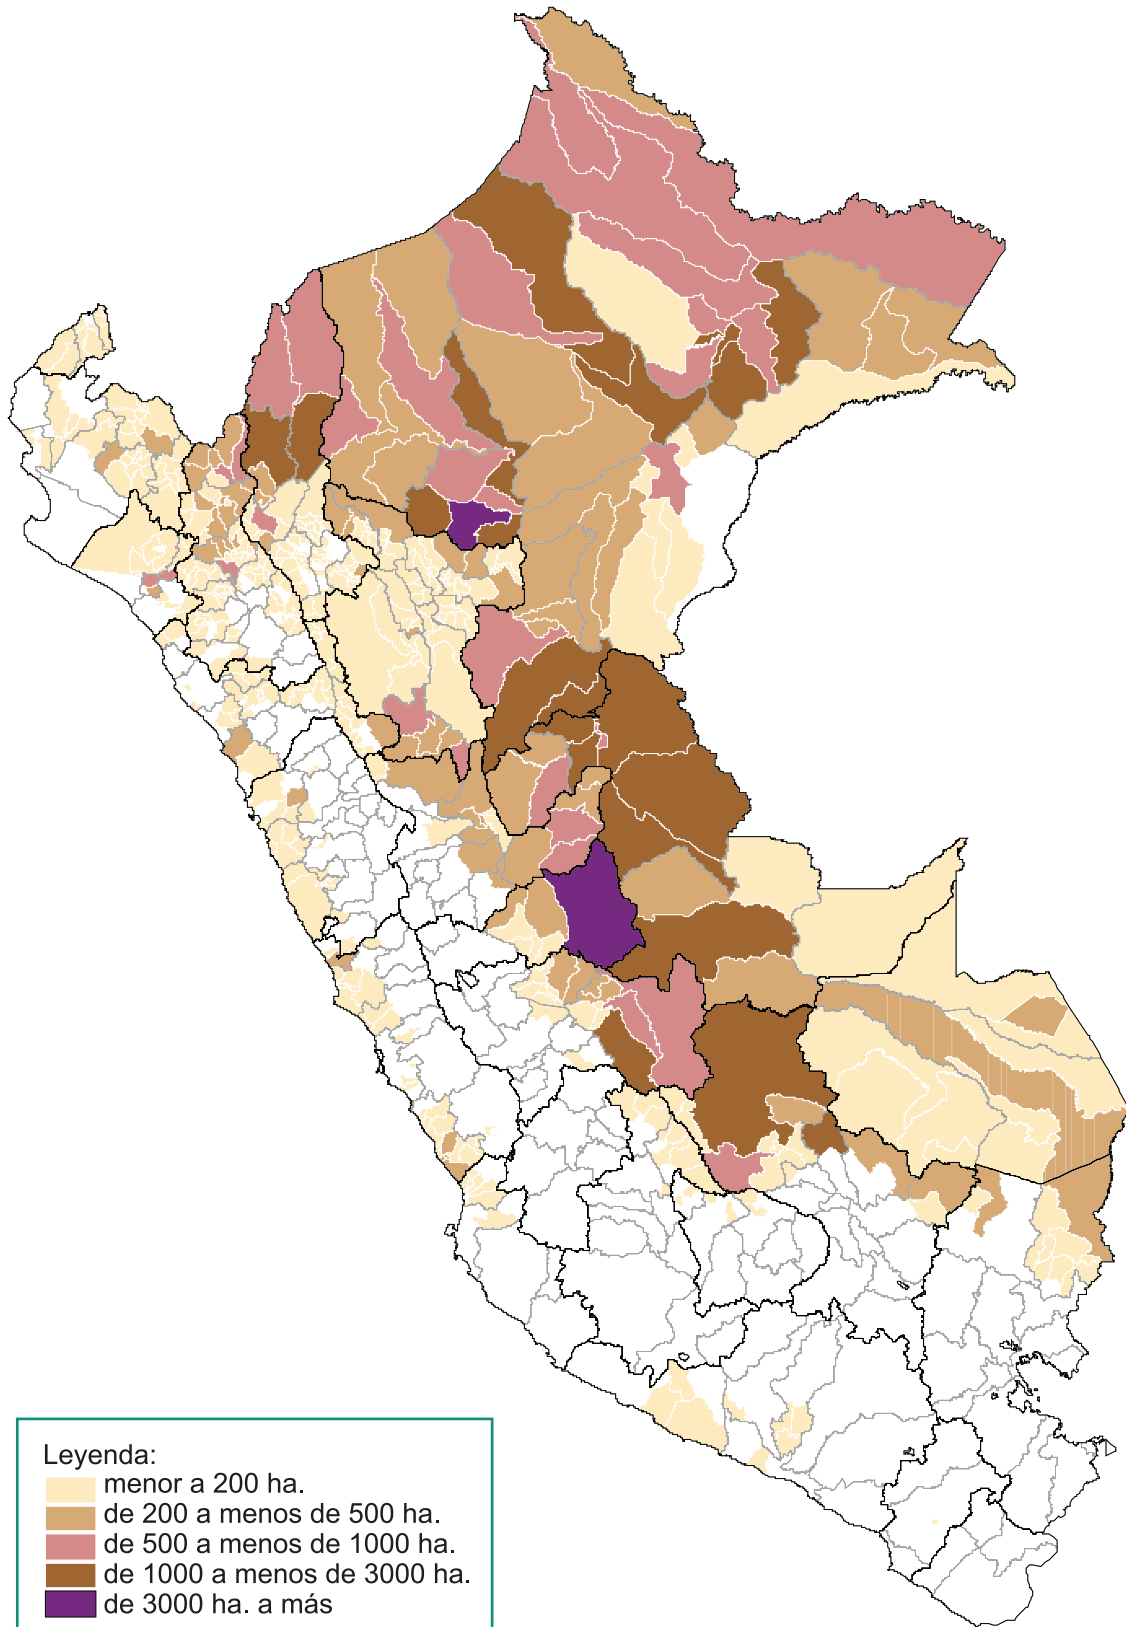 Leyenda:
menor a 200 ha.
de 200 a menos de 500 ha.
de 500 a menos de 1000 ha.
de 1000 a menos de 3000 ha.
de 3000 ha. a más